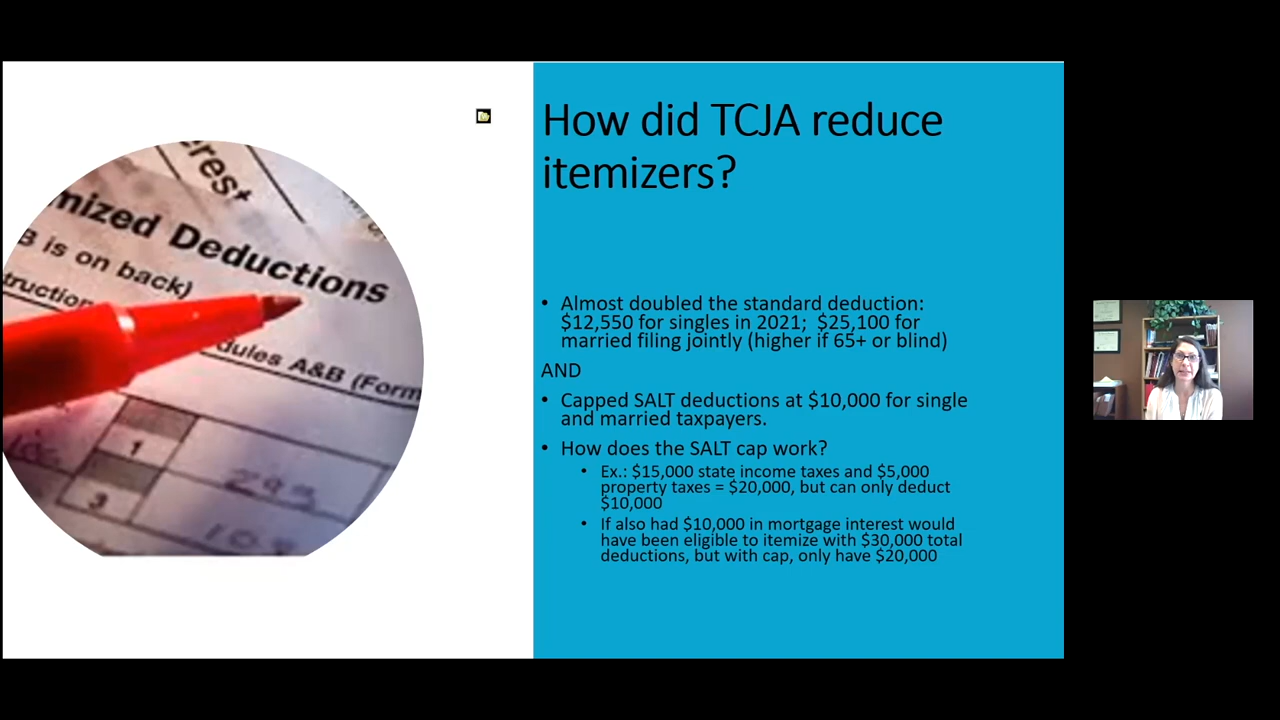 How did TCJA reduce
itemizers?
• Almost doubled the standard deduction:
$12,550 for singles in 2021;  $25,100 for
married filing jointly (higher if 65+ or blind)
AND
• Capped SALT deductions at $10,000 for single
and married taxpayers.
• How does the SALT cap work?
• Ex.: $15,000 state income taxes and $5,000
property taxes = $20,000, but can only deduct
$10,000
• If also had $10,000 in mortgage interest would
have been eligible to itemize with $30,000 total
deductions, but with cap, only have $20,000
erest
mized Deductions
B is on back)
truction
dules A&B (Form
1
3